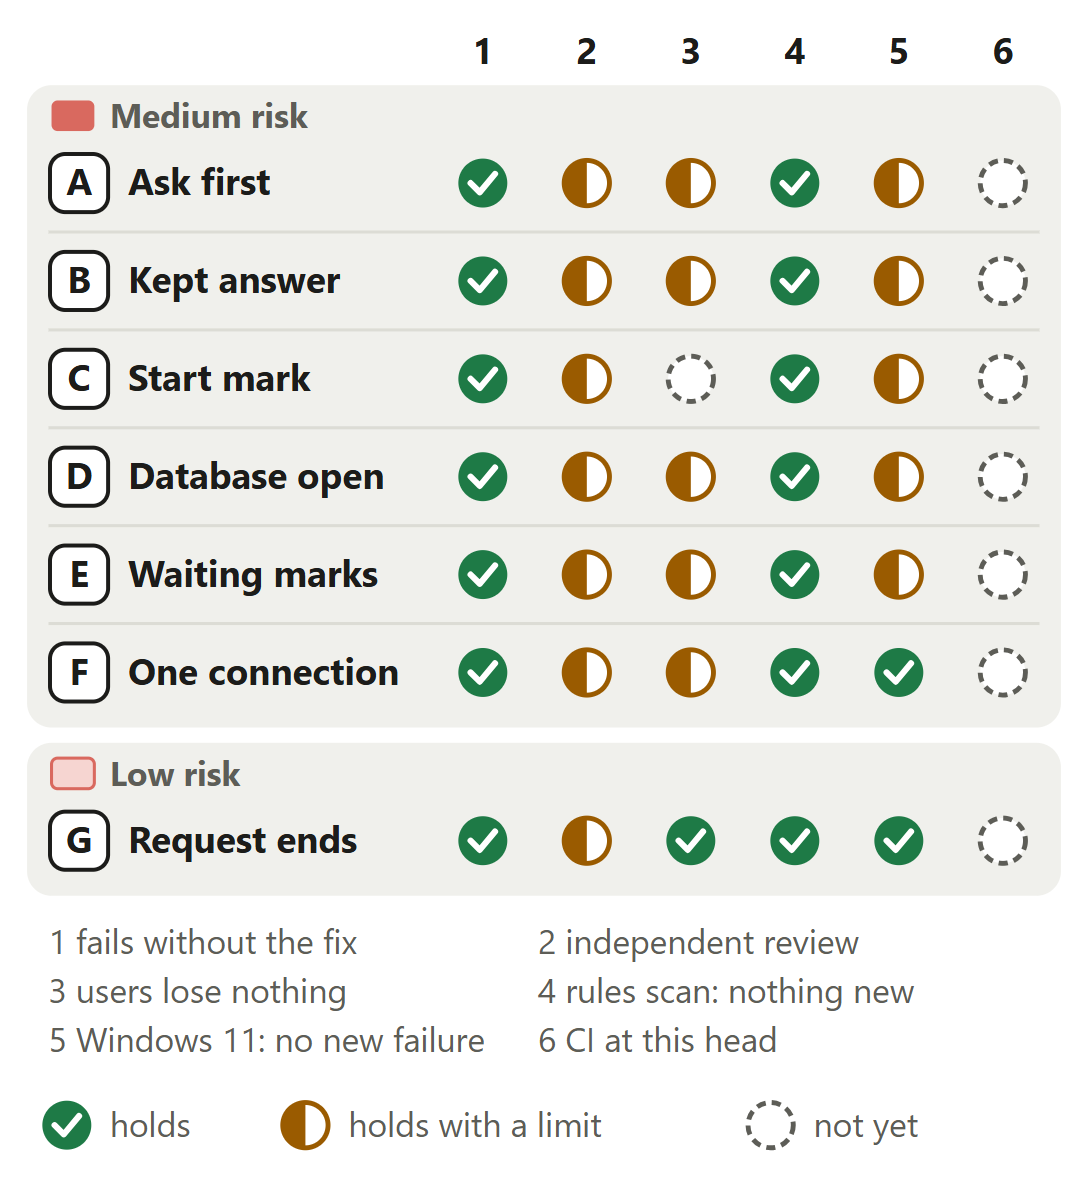 1 2 3 4 5 6
Medium risk
A Ask first
B Kept answer
C Start mark
D Database open
E Waiting marks
F One connection
Low risk
G Request ends
1 fails without the fix 2 independent review
3 users lose nothing 4 rules scan: nothing new
5 Windows 11: no new failure 6 CI at this head
holds holds with a limit not yet